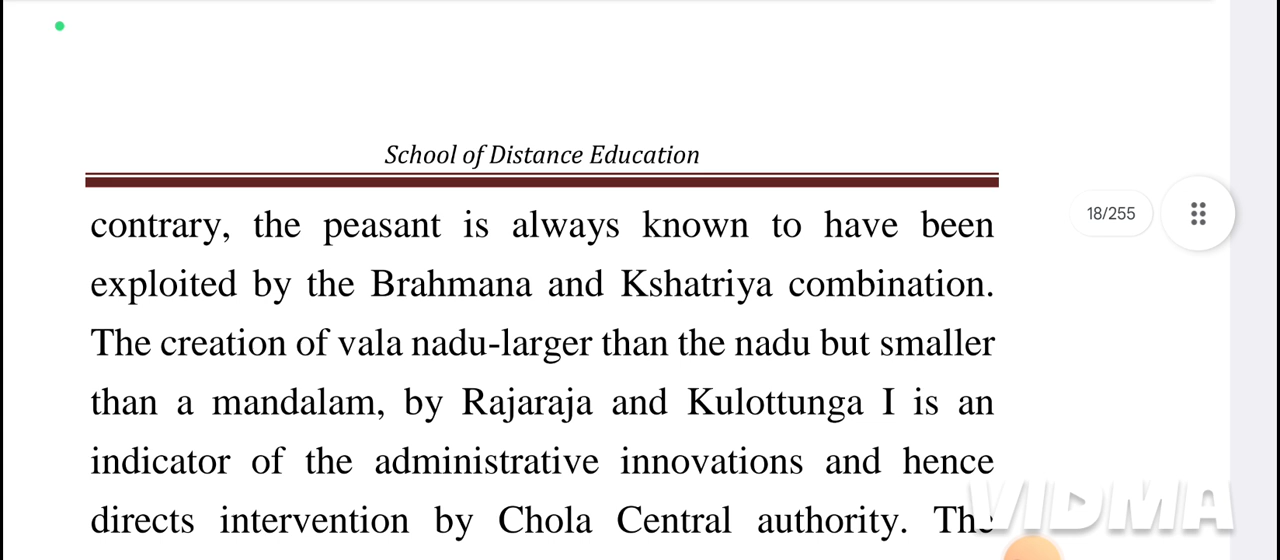 School of Distance Education
contrary, the peasant is always known to have been
18/255
exploited by the Brahmana and Kshatriya combination.
The creation of vala nadu-larger than the nadu but smaller
than a mandalam, by Rajaraja and Kulottunga I is an
indicator of the administrative innovations and hence
directs intervention by Chola Central authority. The
VIDMA